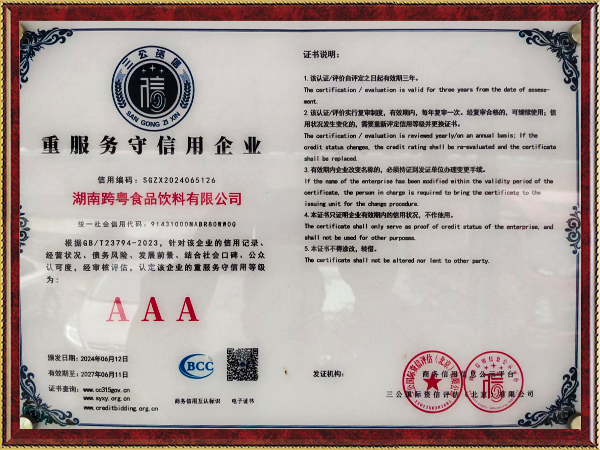 三公资信
SAN GONG ZI XIN
重服务守信用企业
信用编码：SGZX2024065126
湖南跨粤食品饮料有限公司
统一社会信用代码：91431000MABR80WWDQ
根据GB/T23794-2023，针对该企业的信用记录、
经营状况、债务风险、发展前景、结合社会口碑、公众
认可度，经审核评估，认定该企业的重服务守信用等级
为：
AAA
颁发日期：2024年06月12日
有效期至：2027年06月11日
证书查询：www.cc315gov.cn
www.syxy.org.cn
www.creditbidding.org.cn
BCC
商务信用互认标识
电子证书
证书说明：
1.该认证/评价自评定之日起有效期三年。
The certification / evaluation is valid for three years from the date of assess-
ment.
2.该认证/评价实行复审制度，有效期内，每年复审一次。经复审合格的，可继续使用；信
用状况发生变化的，需要重新评定信用等级并更换证书。
The certification / evaluation is reviewed yearly/on an annual basis; If the
credit status changes, the credit rating shall be re-evaluated and the certificate
shall be replaced.
3.有效期内企业改变名称的，必须持证到发证单位办理变更手续。
If the name of the enterprise has been modified within the validity period of the
certificate, the person in charge is required to bring the certificate to the
issuing unit for the change procedure.
4.本证书只证明企业有效期内的信用状况，不作他用。
The certificate shall only serve as proof of credit status of the enterprise, and
shall not be used for other purposes.
5.本证书不得涂改，转借。
The certificate shall not be altered nor lent to other party.
发证机构：
商务信用信息公示平台
三公国际资信评估（北京）有限公司